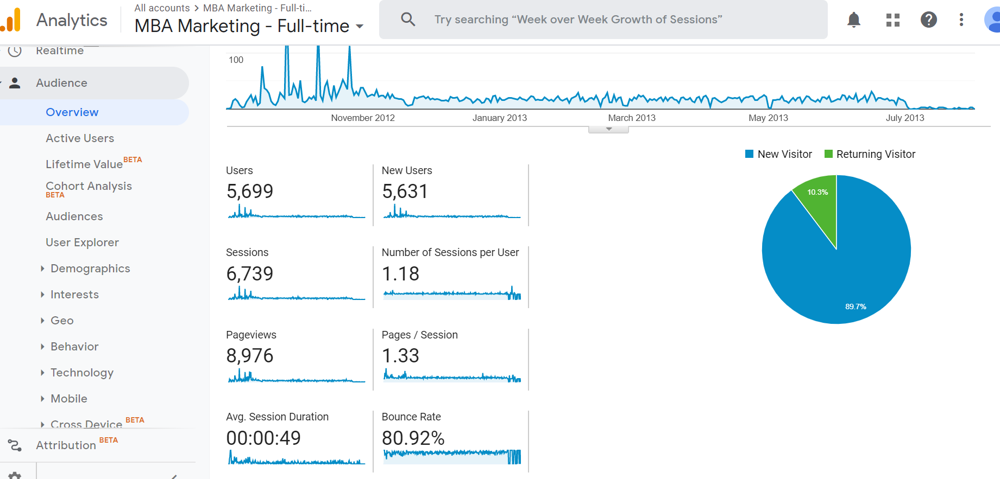 Analytics
All accounts > MBA Marketing - Full-ti...
MBA Marketing - Full-time
Try searching “Week over Week Growth of Sessions”
Realtime
Audience
Overview
Active Users
Lifetime Value BETA
Cohort Analysis
BETA
Audiences
User Explorer
Demographics
Interests
Geo
Behavior
Technology
Mobile
Cross Device BETA
Attribution BETA
100
November 2012 January 2013 March 2013 May 2013 July 2013
New Visitor Returning Visitor
10.3%
89.7%
Users
5,699
New Users
5,631
Sessions
6,739
Number of Sessions per User
1.18
Pageviews
8,976
Pages / Session
1.33
Avg. Session Duration
00:00:49
Bounce Rate
80.92%